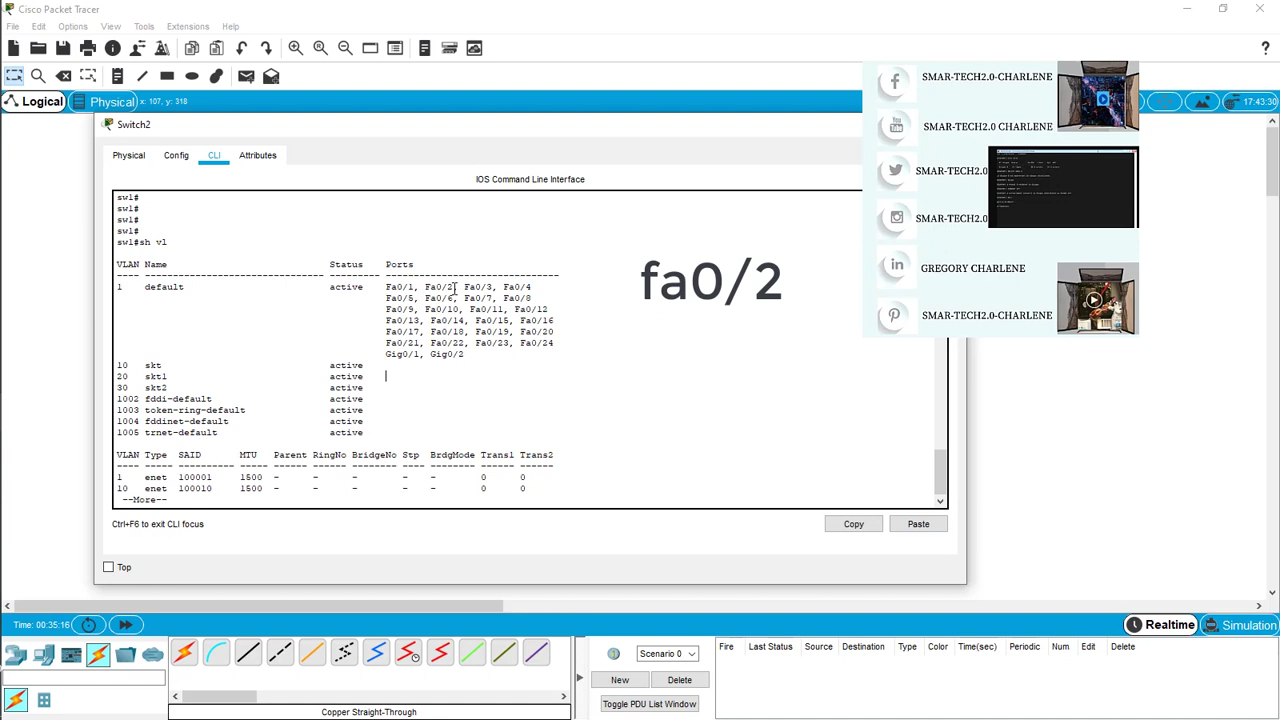 Cisco Packet Tracer
File Edit Options View Tools Extensions Help
Logical Physical x: 107, y: 318
17:43:30
Switch2
Physical Config CLI Attributes
IOS Command Line Interface
sw1#
sw1#
sw1#
sw1#
sw1#sh vl
VLAN Name Status Ports
1 default active Fa0/1, Fa0/2, Fa0/3, Fa0/4
Fa0/5, Fa0/6, Fa0/7, Fa0/8
Fa0/9, Fa0/10, Fa0/11, Fa0/12
Fa0/13, Fa0/14, Fa0/15, Fa0/16
Fa0/17, Fa0/18, Fa0/19, Fa0/20
Fa0/21, Fa0/22, Fa0/23, Fa0/24
Gig0/1, Gig0/2
10 skt active
20 skt1 active
30 skt2 active
1002 fddi-default active
1003 token-ring-default active
1004 fddinet-default active
1005 trnet-default active
VLAN Type SAID MTU Parent RingNo BridgeNo Stp BrdgMode Trans1 Trans2
1 enet 100001 1500 - - - - - 0 0
10 enet 100010 1500 - - - - - 0 0
--More--
fa0/2
SMAR-TECH2.0-CHARLENE
You Tube
SMAR-TECH2.0 CHARLENE
SMAR-TECH2.0
SMAR-TECH2.0
GREGORY CHARLENE
SMAR-TECH2.0-CHARLENE
Ctrl+F6 to exit CLI focus
Copy Paste
Top
Time: 00:35:16
Realtime Simulation
Scenario 0
New Delete
Toggle PDU List Window
Fire Last Status Source Destination Type Color Time(sec) Periodic Num Edit Delete
Copper Straight-Through